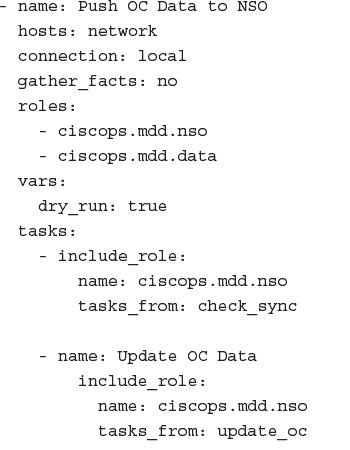 - name: Push OC Data to NSO
  hosts: network
  connection: local
  gather_facts: no
  roles:
    - ciscops.mdd.nso
    - ciscops.mdd.data
  vars:
    dry_run: true
  tasks:
    - include_role:
        name: ciscops.mdd.nso
        tasks_from: check_sync

    - name: Update OC Data
        include_role:
          name: ciscops.mdd.nso
          tasks_from: update_oc